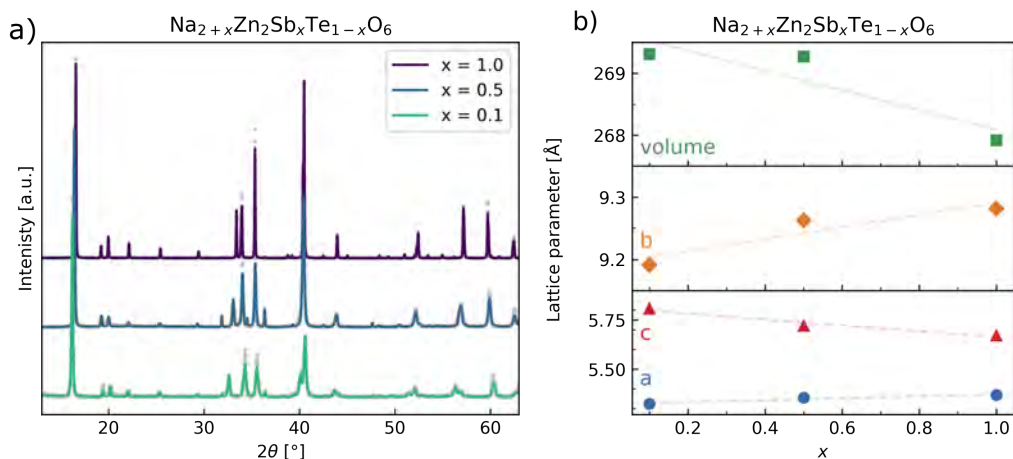 a)
Na2+xZn2SbxTe1−xO6
x = 1.0
x = 0.5
x = 0.1
Intenisty [a.u.]
20 30 40 50 60
2θ [°]
b)
Na2+xZn2SbxTe1−xO6
269
268
volume
9.3
b
9.2
Lattice parameter [Å]
5.75
c
5.50
a
0.2 0.4 0.6 0.8 1.0
x